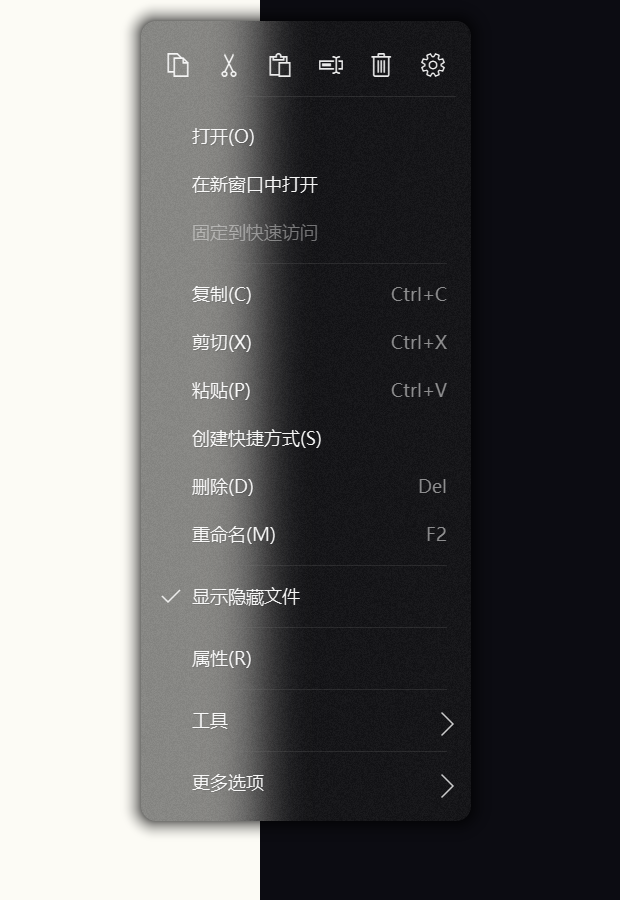 打开(O)
在新窗口中打开
固定到快速访问
复制(C) Ctrl+C
剪切(X) Ctrl+X
粘贴(P) Ctrl+V
创建快捷方式(S)
删除(D) Del
重命名(M) F2
显示隐藏文件
属性(R)
工具
更多选项